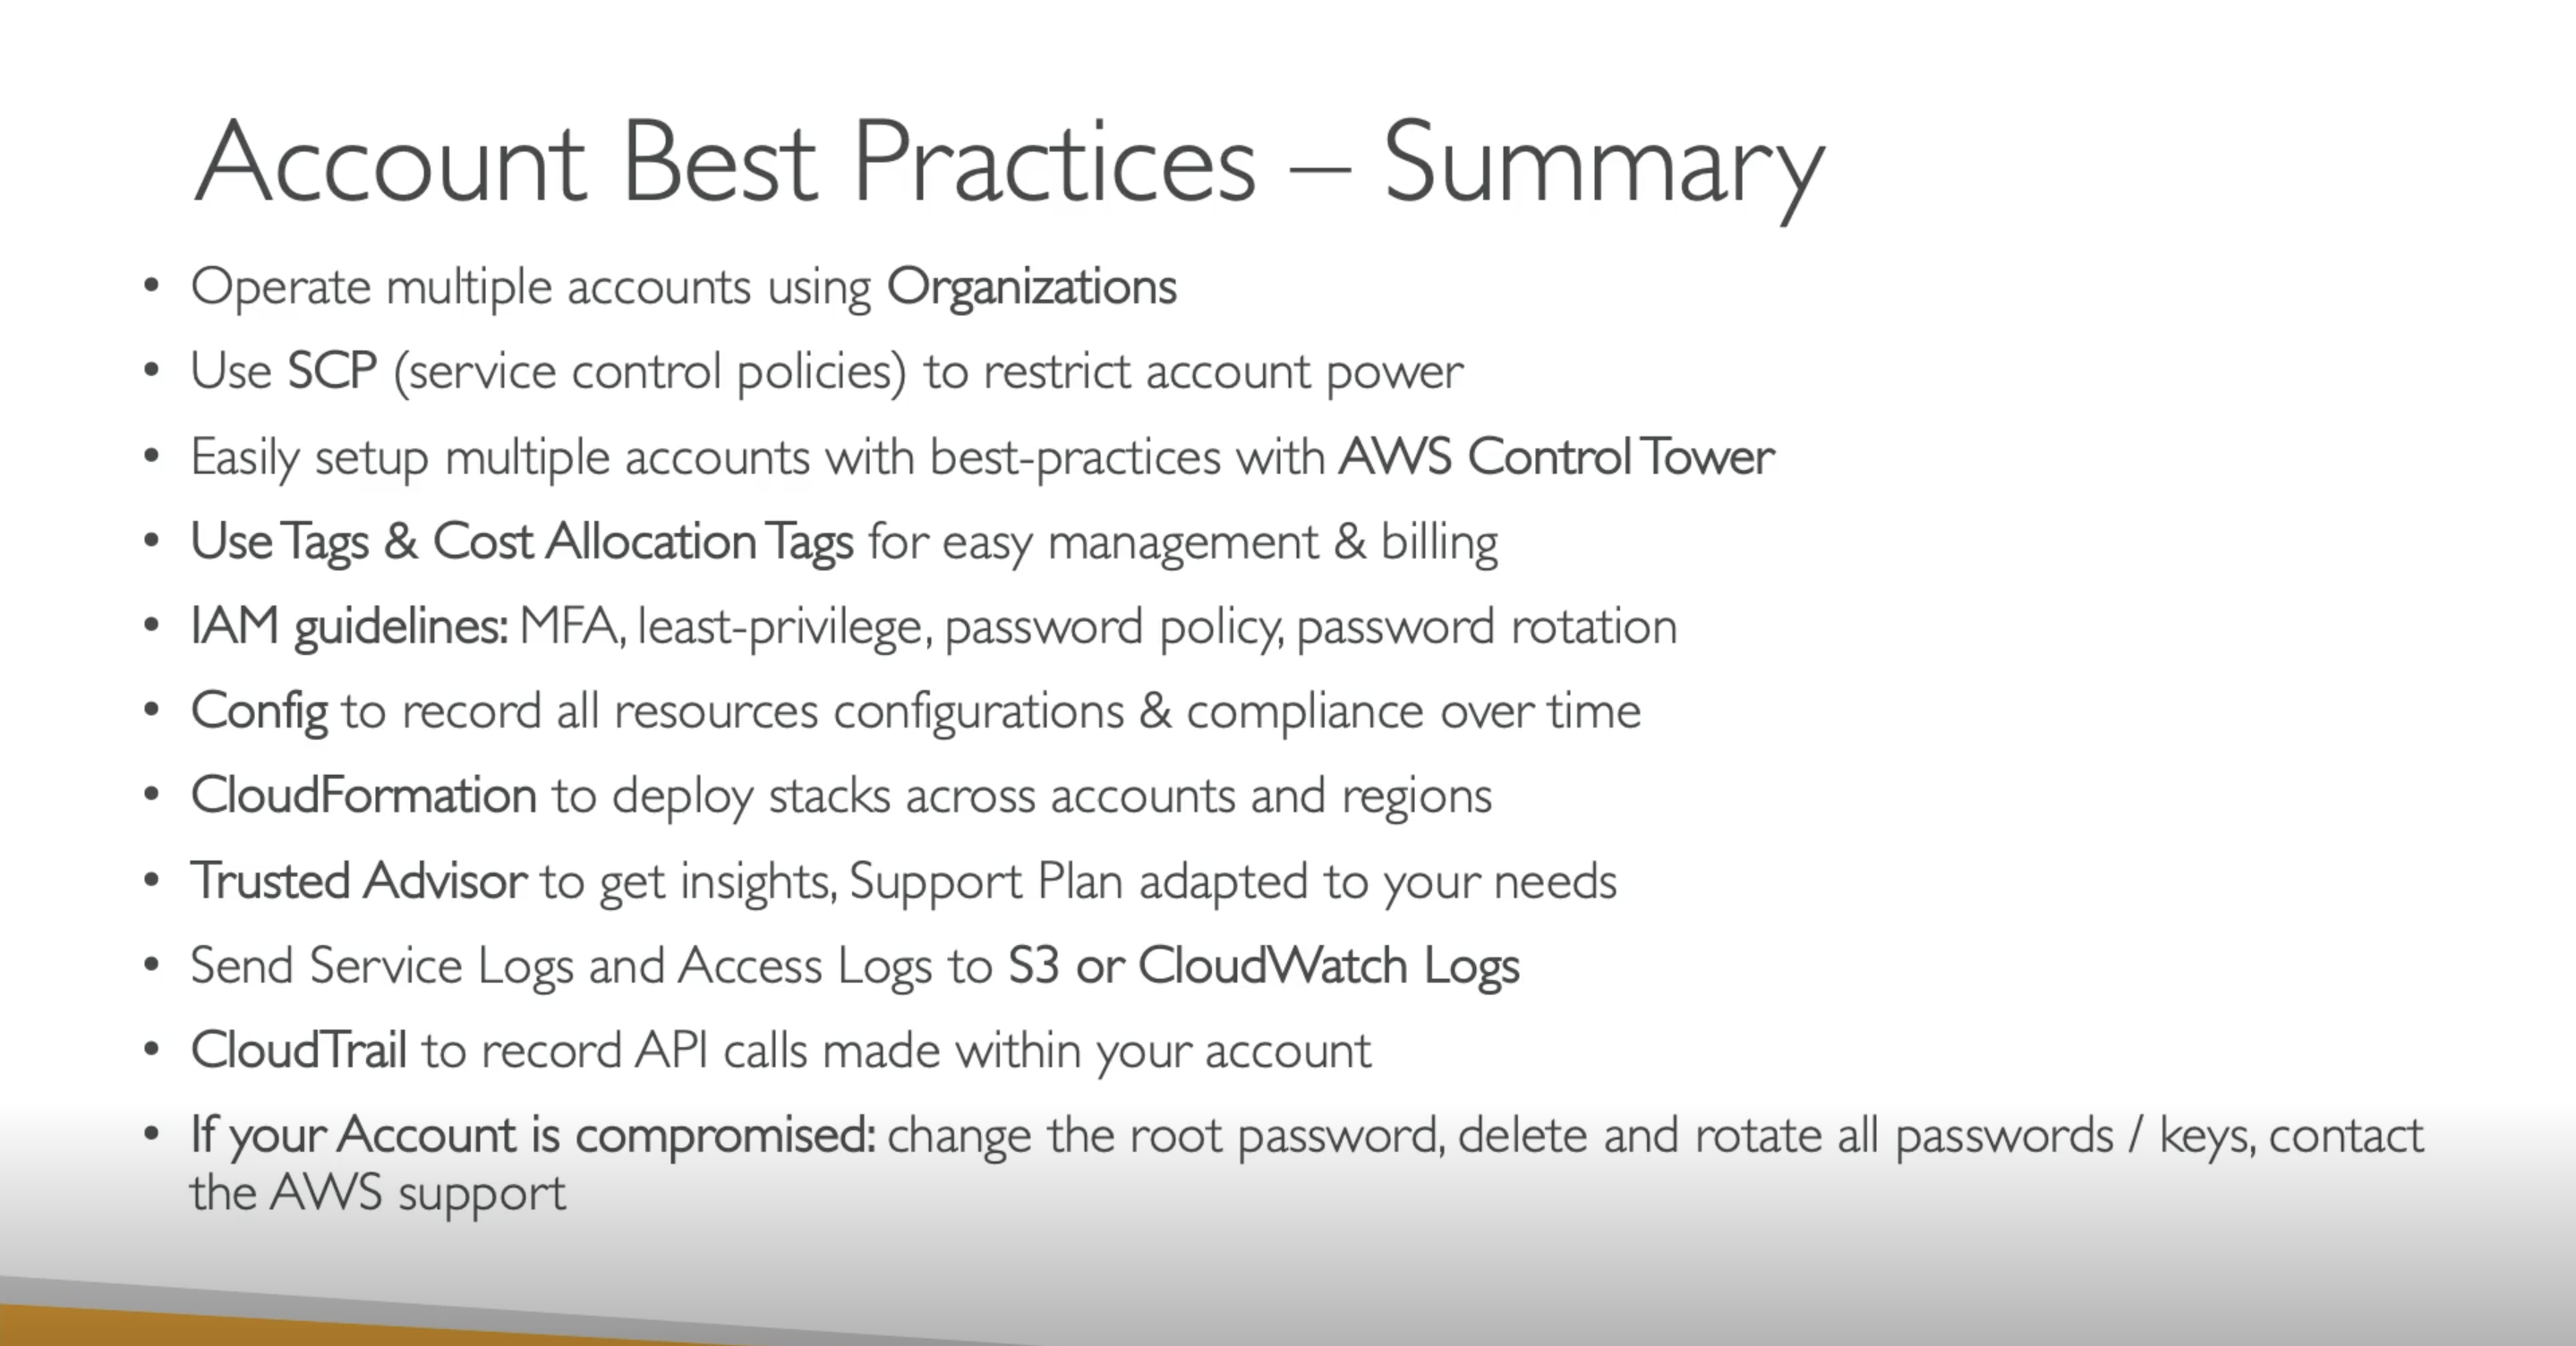 Account Best Practices – Summary
• Operate multiple accounts using Organizations
• Use SCP (service control policies) to restrict account power
• Easily setup multiple accounts with best-practices with AWS Control Tower
• Use Tags & Cost Allocation Tags for easy management & billing
• IAM guidelines: MFA, least-privilege, password policy, password rotation
• Config to record all resources configurations & compliance over time
• CloudFormation to deploy stacks across accounts and regions
• Trusted Advisor to get insights, Support Plan adapted to your needs
• Send Service Logs and Access Logs to S3 or CloudWatch Logs
• CloudTrail to record API calls made within your account
• If your Account is compromised: change the root password, delete and rotate all passwords / keys, contact
the AWS support